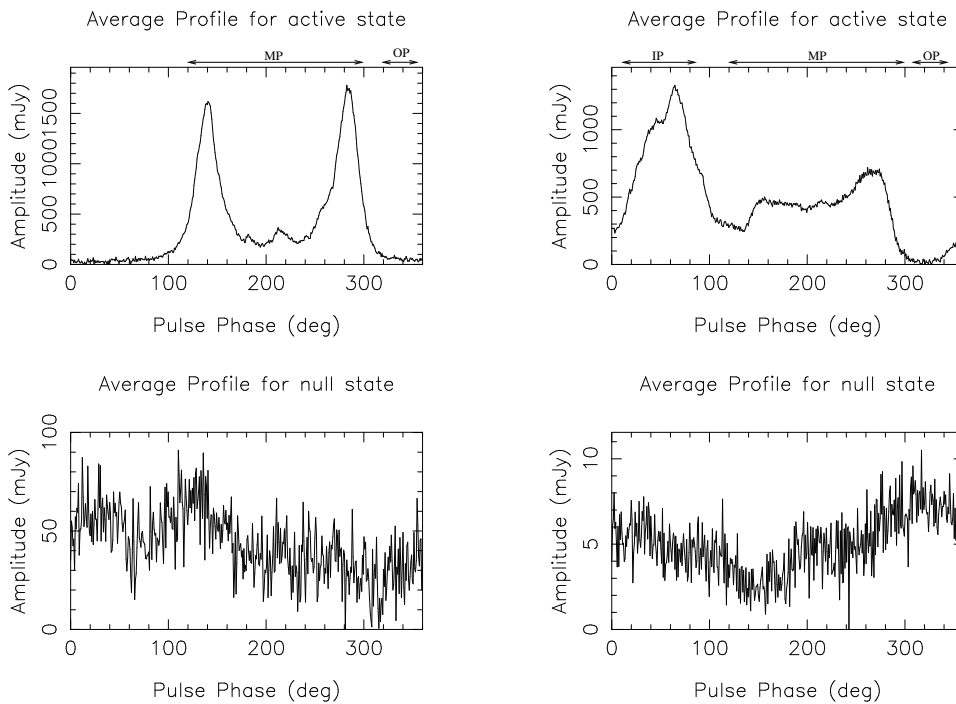 Average Profile for active state
MP
OP
Amplitude (mJy)
0 500 1000 1500
0 100 200 300
Pulse Phase (deg)
Average Profile for active state
IP
MP
OP
Amplitude (mJy)
0 500 1000
0 100 200 300
Pulse Phase (deg)
Average Profile for null state
Amplitude (mJy)
0 50 100
0 100 200 300
Pulse Phase (deg)
Average Profile for null state
Amplitude (mJy)
0 5 10
0 100 200 300
Pulse Phase (deg)